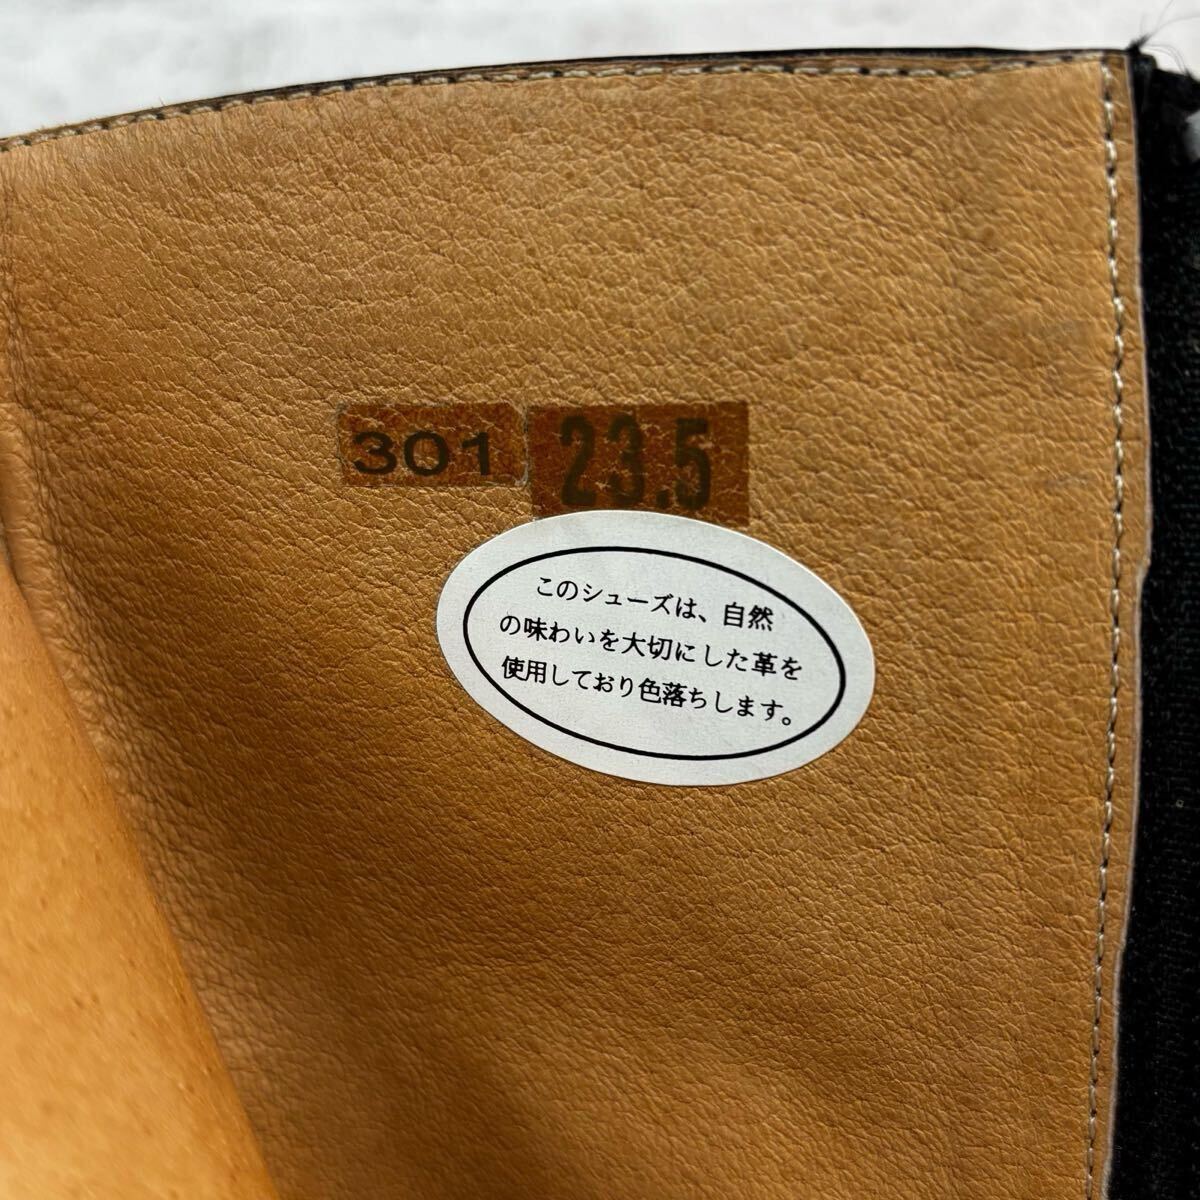 301 23.5
このシューズは、自然
の味わいを大切にした革を
使用しており色落ちします。